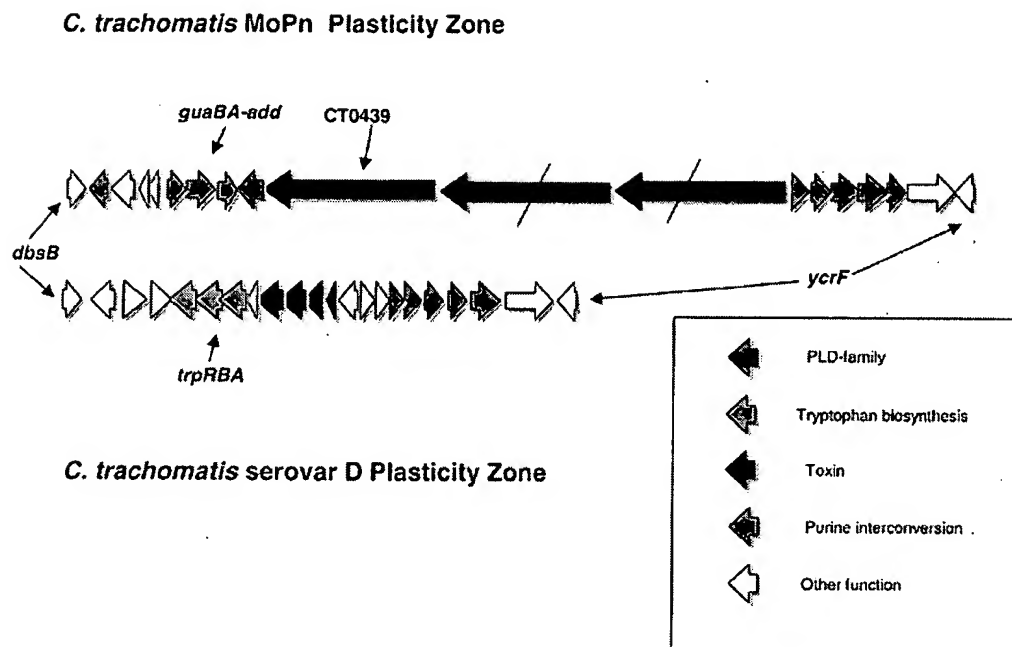 C. trachomatis MoPn Plasticity Zone
guaBA-add
CT0439
dbsB
ycrF
trpRBA
C. trachomatis serovar D Plasticity Zone
PLD-family
Tryptophan biosynthesis
Toxin
Purine interconversion
Other function